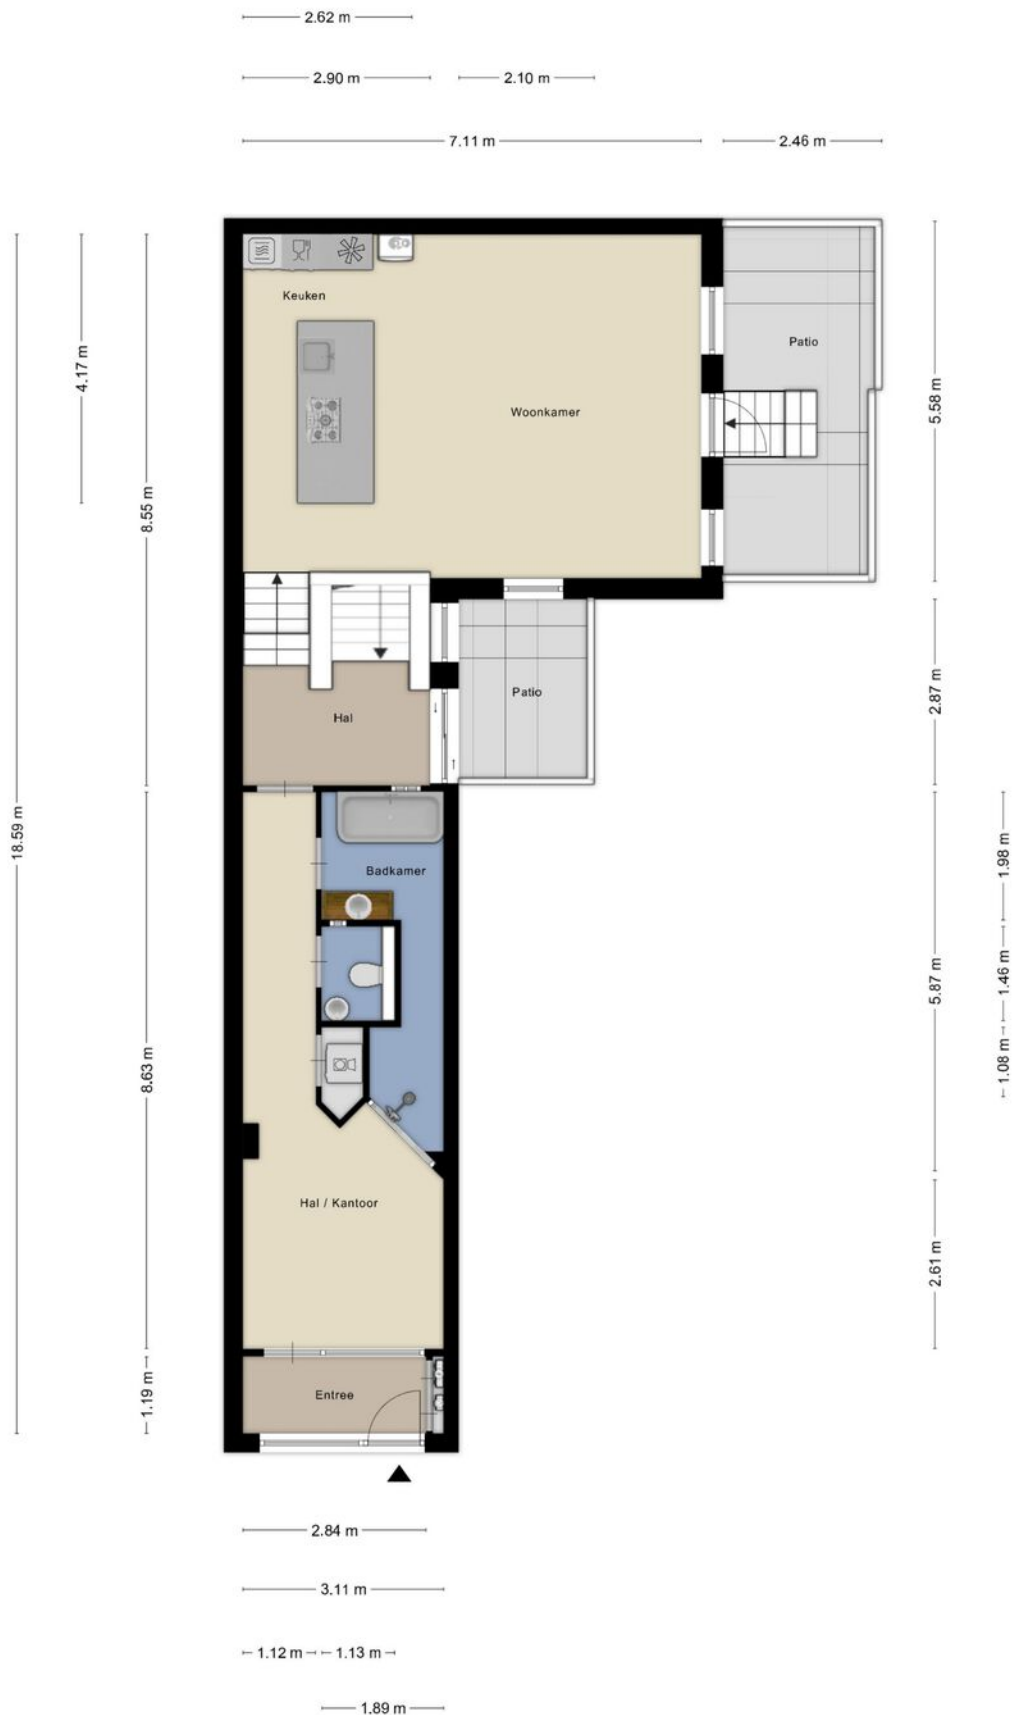 2.62 m
2.90 m
2.10 m
7.11 m
2.46 m
Keuken
Patio
4.17 m
5.58 m
Woonkamer
8.55 m
2.87 m
Patio
Hal
18.59 m
1.98 m
Badkamer
5.87 m
1.46 m
8.63 m
1.08 m
Hal / Kantoor
2.61 m
1.19 m
Entree
2.84 m
3.11 m
1.12 m
1.13 m
1.89 m